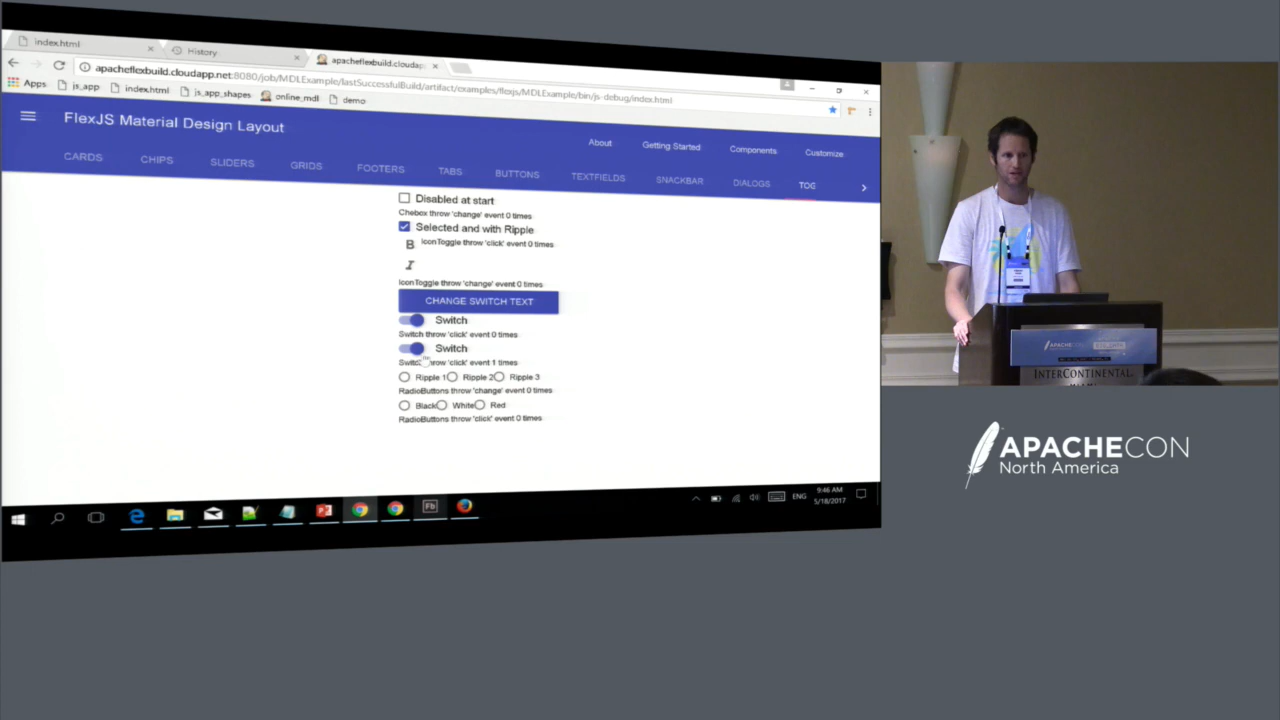 index.html
History
apacheflexbuild.cloudap
apacheflexbuild.cloudapp.net:8080/job/MDLExample/lastSuccessfulBuild/artifact/examples/flexjs/MDLExample/bin/js-debug/index.html
Apps js_app index.html js_app_shapes online_mdl demo
FlexJS Material Design Layout
About Getting Started Components Customize
CARDS CHIPS SLIDERS GRIDS FOOTERS TABS BUTTONS TEXTFIELDS SNACKBAR DIALOGS TOG
Disabled at start
Chebox throw 'change' event 0 times
Selected and with Ripple
B IconToggle throw 'click' event 0 times
I
IconToggle throw 'change' event 0 times
CHANGE SWITCH TEXT
Switch
Switch throw 'click' event 0 times
Switch
'click' event 1 times
Ripple 1 Ripple 2 Ripple 3
RadioButtons throw 'change' event 0 times
Black White Red
RadioButtons throw 'click' event 0 times
Fb
ENG
9:46 AM
5/18/2017
APACHECON
INTERCONTINENTAL
APACHECON
North America